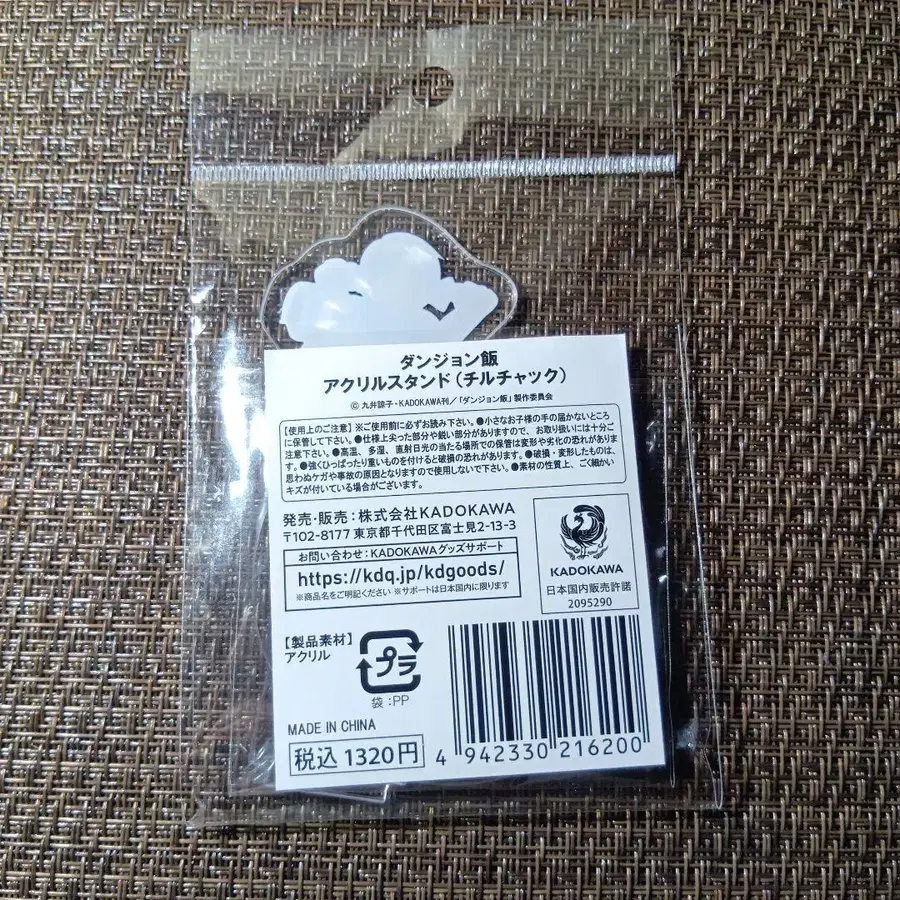 ダンジョン飯
アクリルスタンド（チルチャック）
© 九井諒子・KADOKAWA刊／「ダンジョン飯」製作委員会
【使用上のご注意】※ご使用前に必ずお読み下さい。●小さなお子様の手の届かないところ
に保管して下さい。●仕様上尖った部分や鋭い部分がありますので、お取り扱いには十分ご
注意下さい。●高温、多湿、直射日光の当たる場所での保管は変形や劣化の恐れがありま
す。●強くひっぱったり重いものを付けると破損の恐れがあります。●破損・変形したものは、
思わぬケガや事故の原因となりますので使用しないで下さい。●素材の性質上、ごく細かい
キズが付いている場合がございます。
発売・販売：株式会社KADOKAWA
〒102-8177 東京都千代田区富士見2-13-3
お問い合わせ：KADOKAWAグッズサポート
https://kdq.jp/kdgoods/
※商品名をご明記ください ※サポートは日本国内に限ります
KADOKAWA
日本国内販売許諾
2095290
【製品素材】
アクリル
プラ
袋：PP
MADE IN CHINA
税込 1320円
4 942330 216200